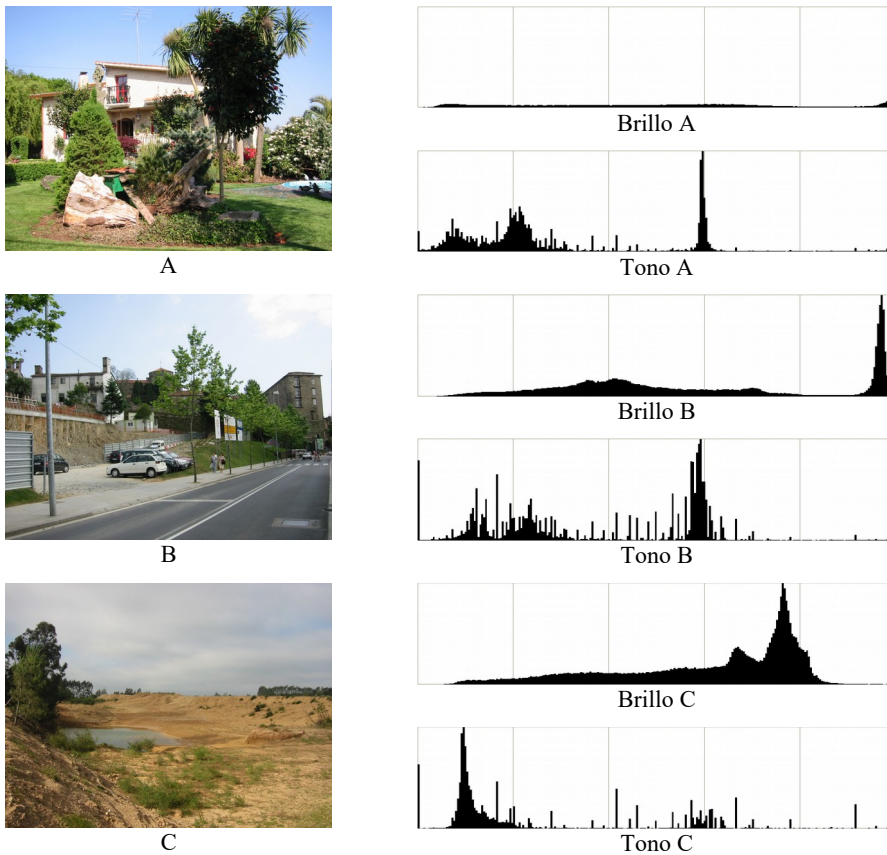 A
Brillo A
Tono A
B
Brillo B
Tono B
C
Brillo C
Tono C